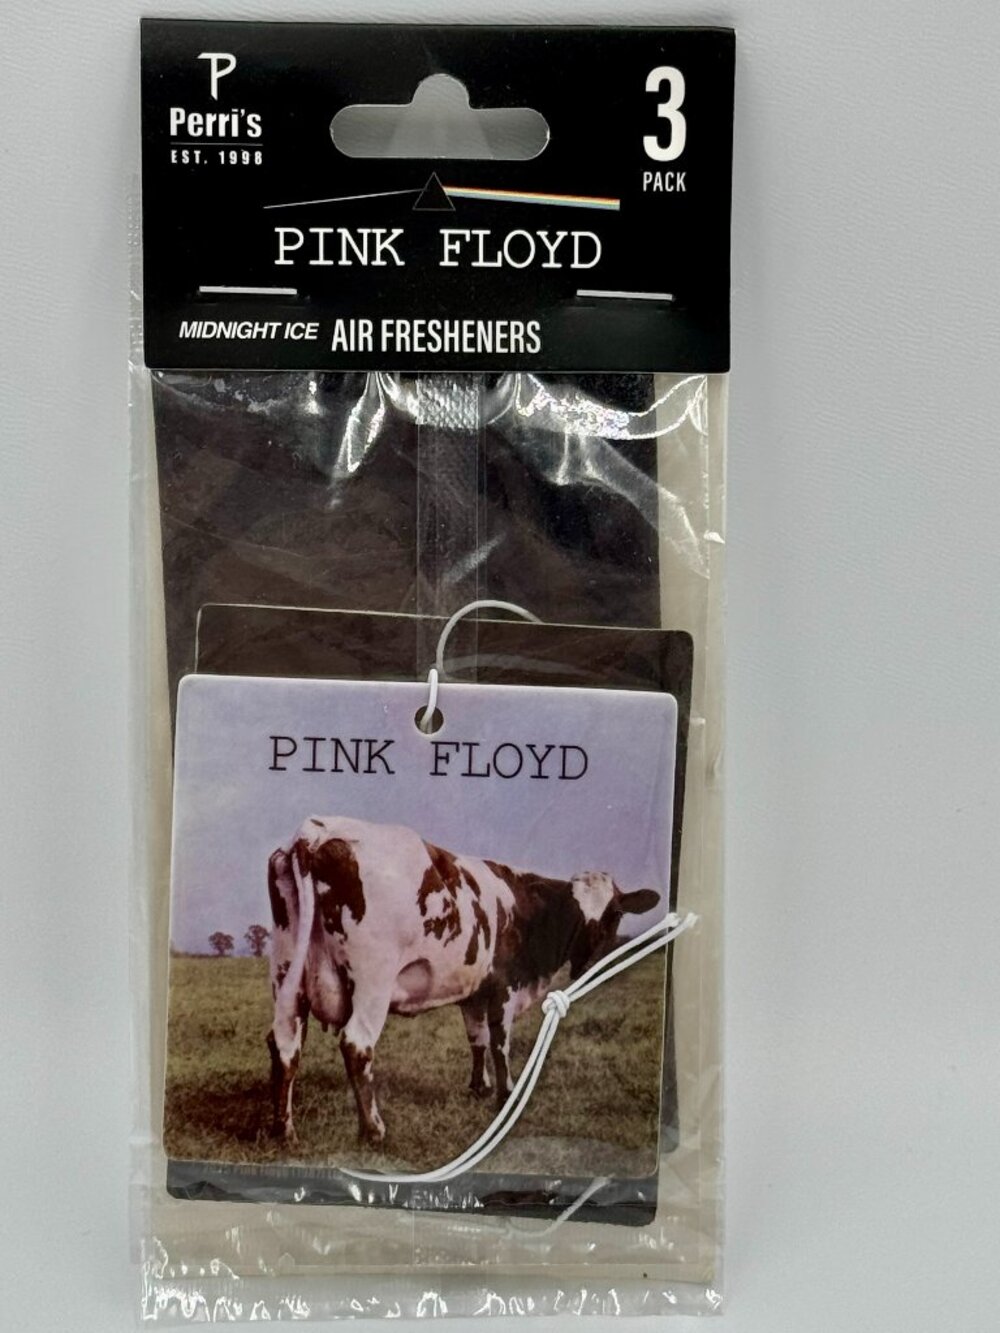 P
Perri's
EST. 1998
3
PACK
PINK FLOYD
MIDNIGHT ICE AIR FRESHENERS
PINK FLOYD